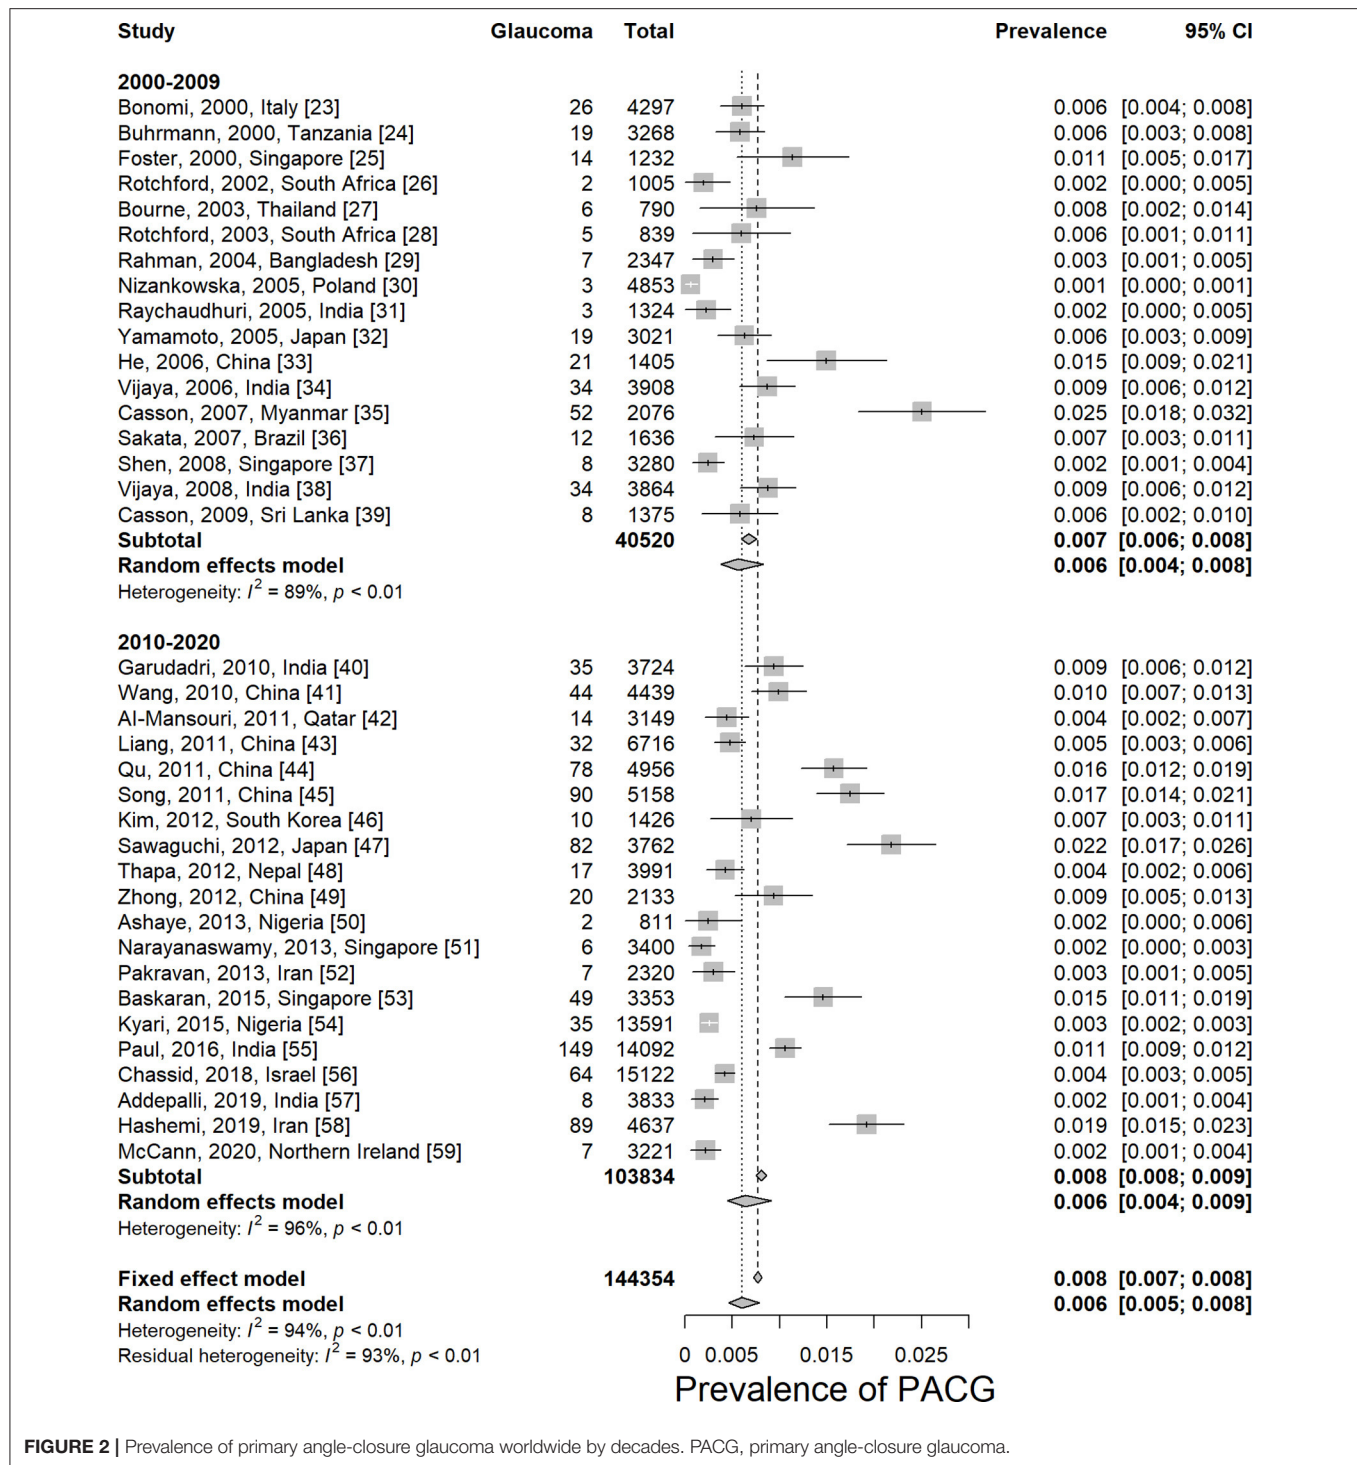 Study Glaucoma Total Prevalence 95% CI
2000-2009
Bonomi, 2000, Italy [23] 26 4297 0.006 [0.004; 0.008]
Buhrmann, 2000, Tanzania [24] 19 3268 0.006 [0.003; 0.008]
Foster, 2000, Singapore [25] 14 1232 0.011 [0.005; 0.017]
Rotchford, 2002, South Africa [26] 2 1005 0.002 [0.000; 0.005]
Bourne, 2003, Thailand [27] 6 790 0.008 [0.002; 0.014]
Rotchford, 2003, South Africa [28] 5 839 0.006 [0.001; 0.011]
Rahman, 2004, Bangladesh [29] 7 2347 0.003 [0.001; 0.005]
Nizankowska, 2005, Poland [30] 3 4853 0.001 [0.000; 0.001]
Raychaudhuri, 2005, India [31] 3 1324 0.002 [0.000; 0.005]
Yamamoto, 2005, Japan [32] 19 3021 0.006 [0.003; 0.009]
He, 2006, China [33] 21 1405 0.015 [0.009; 0.021]
Vijaya, 2006, India [34] 34 3908 0.009 [0.006; 0.012]
Casson, 2007, Myanmar [35] 52 2076 0.025 [0.018; 0.032]
Sakata, 2007, Brazil [36] 12 1636 0.007 [0.003; 0.011]
Shen, 2008, Singapore [37] 8 3280 0.002 [0.001; 0.004]
Vijaya, 2008, India [38] 34 3864 0.009 [0.006; 0.012]
Casson, 2009, Sri Lanka [39] 8 1375 0.006 [0.002; 0.010]
Subtotal 40520 0.007 [0.006; 0.008]
Random effects model 0.006 [0.004; 0.008]
Heterogeneity: I² = 89%, p < 0.01
2010-2020
Garudadri, 2010, India [40] 35 3724 0.009 [0.006; 0.012]
Wang, 2010, China [41] 44 4439 0.010 [0.007; 0.013]
Al-Mansouri, 2011, Qatar [42] 14 3149 0.004 [0.002; 0.007]
Liang, 2011, China [43] 32 6716 0.005 [0.003; 0.006]
Qu, 2011, China [44] 78 4956 0.016 [0.012; 0.019]
Song, 2011, China [45] 90 5158 0.017 [0.014; 0.021]
Kim, 2012, South Korea [46] 10 1426 0.007 [0.003; 0.011]
Sawaguchi, 2012, Japan [47] 82 3762 0.022 [0.017; 0.026]
Thapa, 2012, Nepal [48] 17 3991 0.004 [0.002; 0.006]
Zhong, 2012, China [49] 20 2133 0.009 [0.005; 0.013]
Ashaye, 2013, Nigeria [50] 2 811 0.002 [0.000; 0.006]
Narayanaswamy, 2013, Singapore [51] 6 3400 0.002 [0.000; 0.003]
Pakravan, 2013, Iran [52] 7 2320 0.003 [0.001; 0.005]
Baskaran, 2015, Singapore [53] 49 3353 0.015 [0.011; 0.019]
Kyari, 2015, Nigeria [54] 35 13591 0.003 [0.002; 0.003]
Paul, 2016, India [55] 149 14092 0.011 [0.009; 0.012]
Chassid, 2018, Israel [56] 64 15122 0.004 [0.003; 0.005]
Addepalli, 2019, India [57] 8 3833 0.002 [0.001; 0.004]
Hashemi, 2019, Iran [58] 89 4637 0.019 [0.015; 0.023]
McCann, 2020, Northern Ireland [59] 7 3221 0.002 [0.001; 0.004]
Subtotal 103834 0.008 [0.008; 0.009]
Random effects model 0.006 [0.004; 0.009]
Heterogeneity: I² = 96%, p < 0.01
Fixed effect model 144354 0.008 [0.007; 0.008]
Random effects model 0.006 [0.005; 0.008]
Heterogeneity: I² = 94%, p < 0.01
Residual heterogeneity: I² = 93%, p < 0.01
0 0.005 0.015 0.025
Prevalence of PACG
FIGURE 2 | Prevalence of primary angle-closure glaucoma worldwide by decades. PACG, primary angle-closure glaucoma.